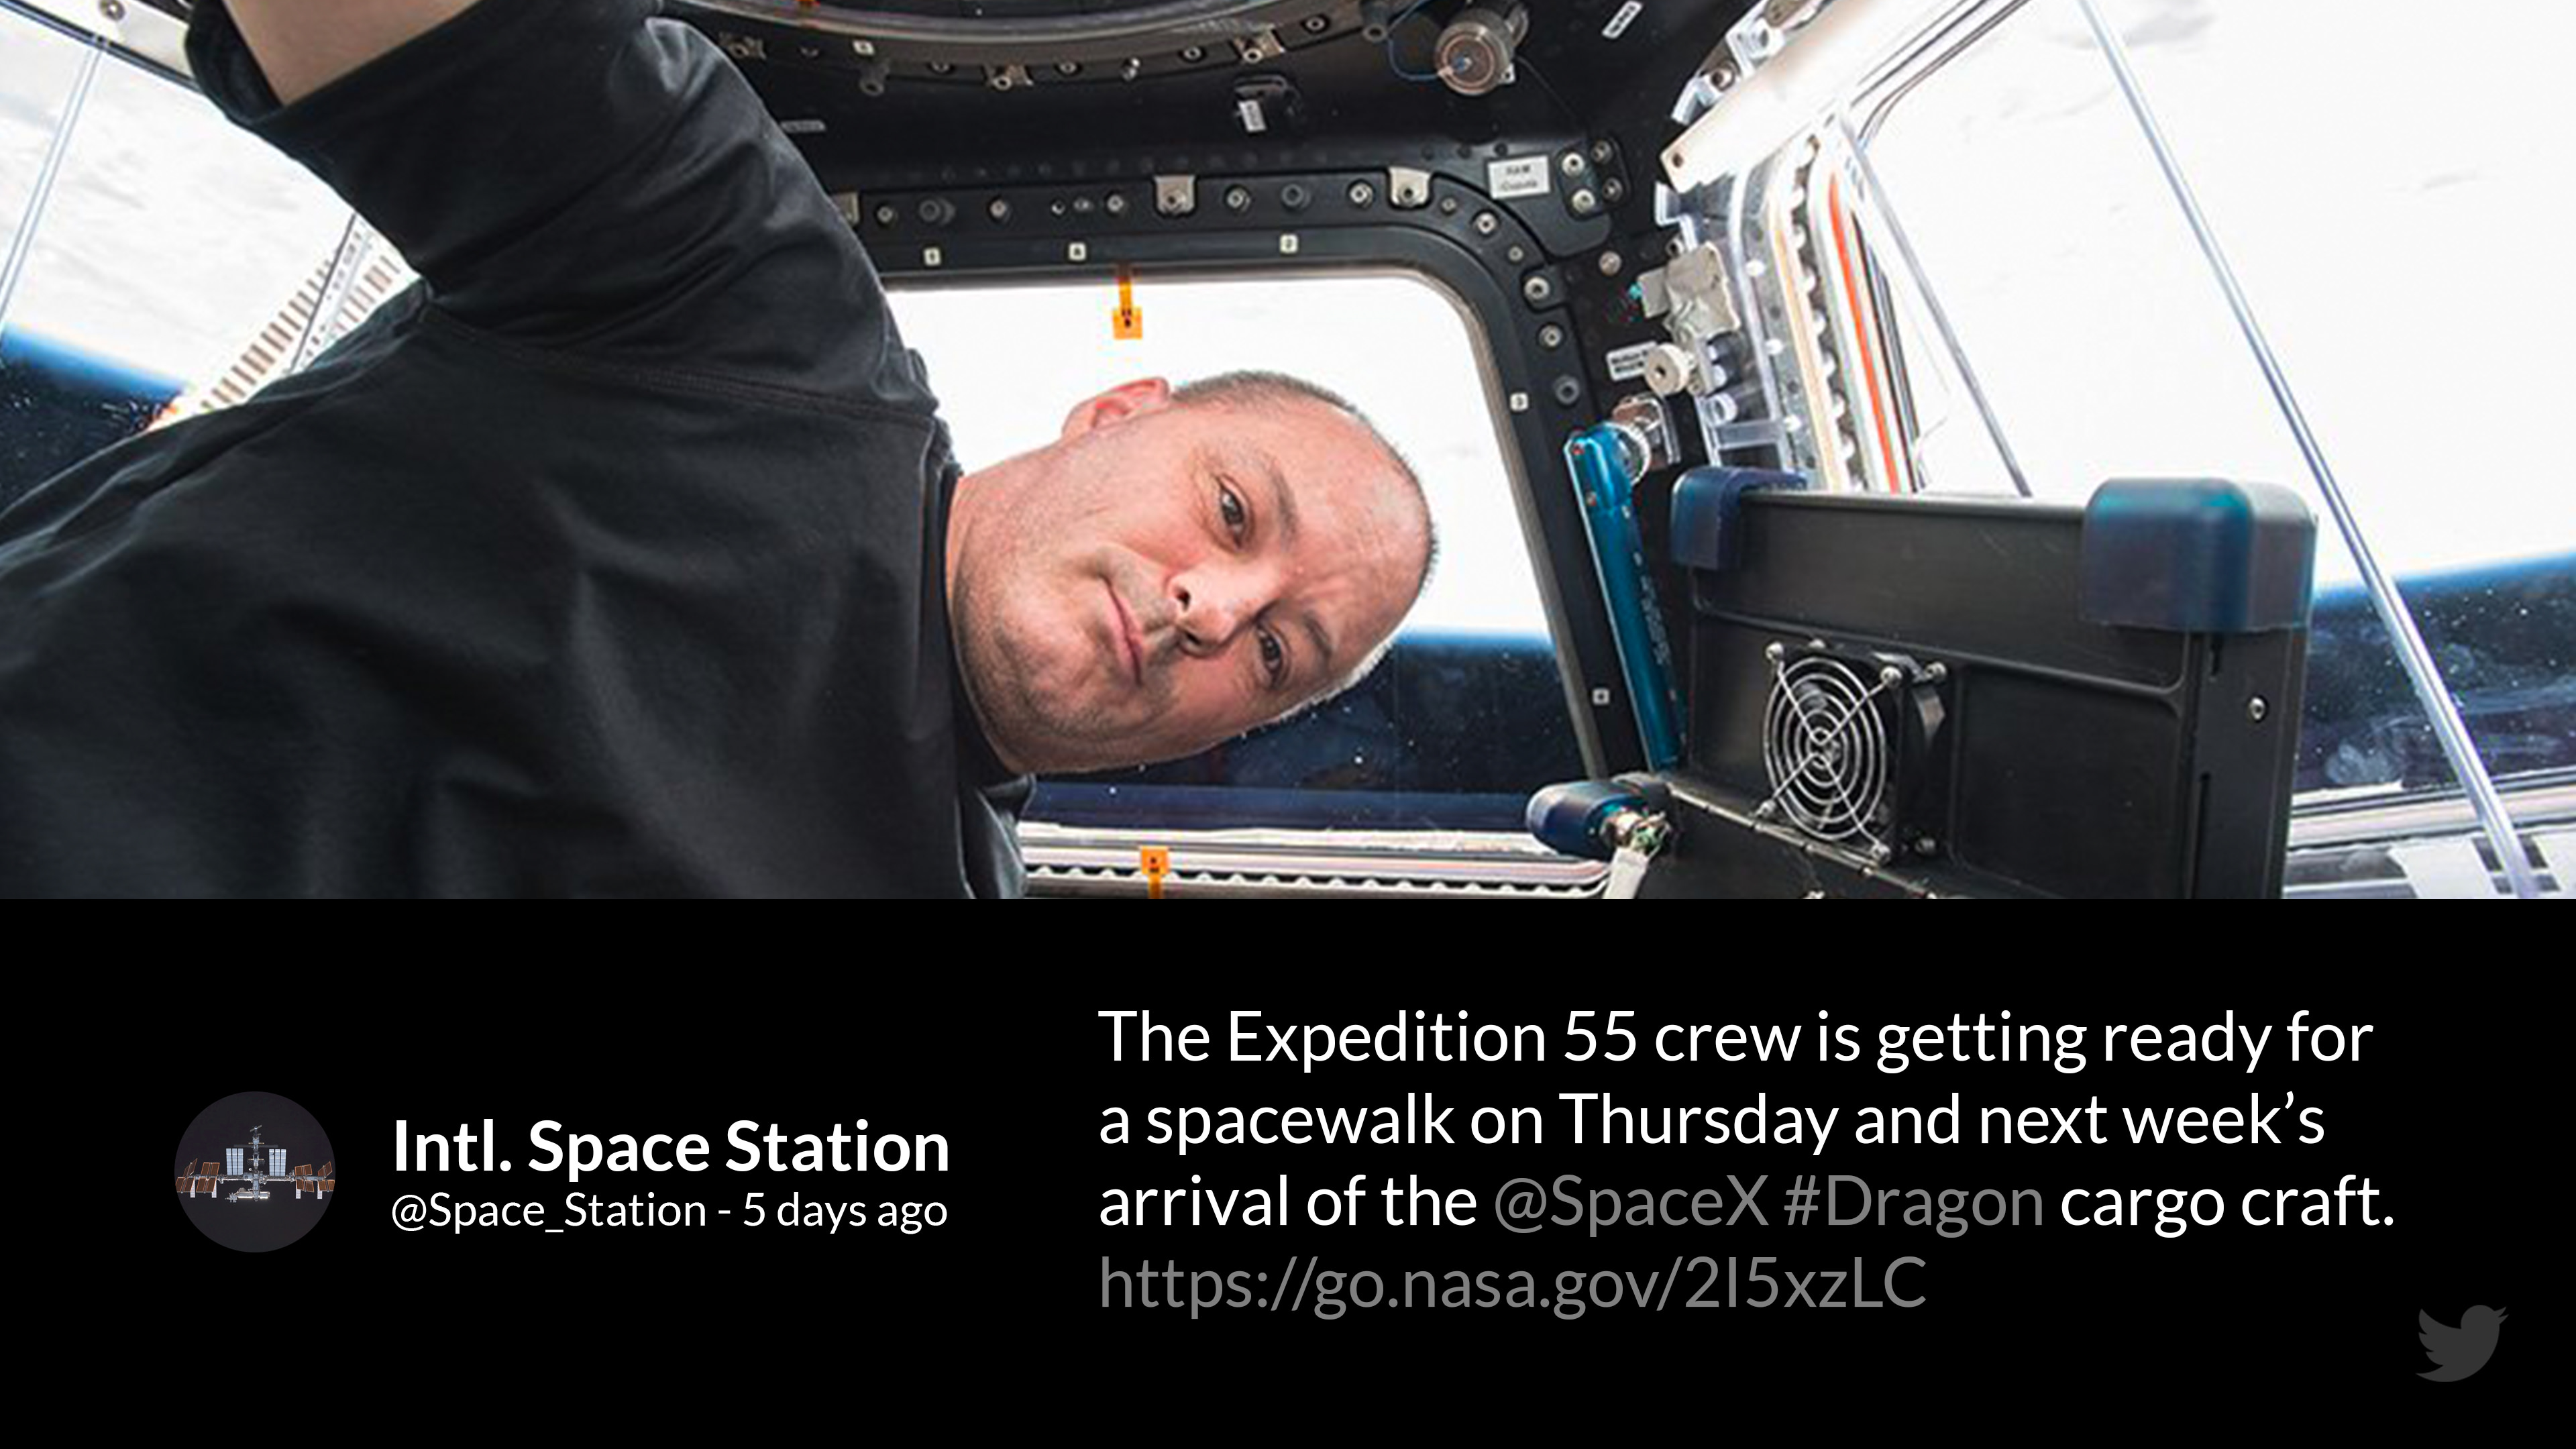 Intl. Space Station
@Space_Station - 5 days ago
The Expedition 55 crew is getting ready for
a spacewalk on Thursday and next week’s
arrival of the @SpaceX #Dragon cargo craft.
https://go.nasa.gov/2I5xzLC